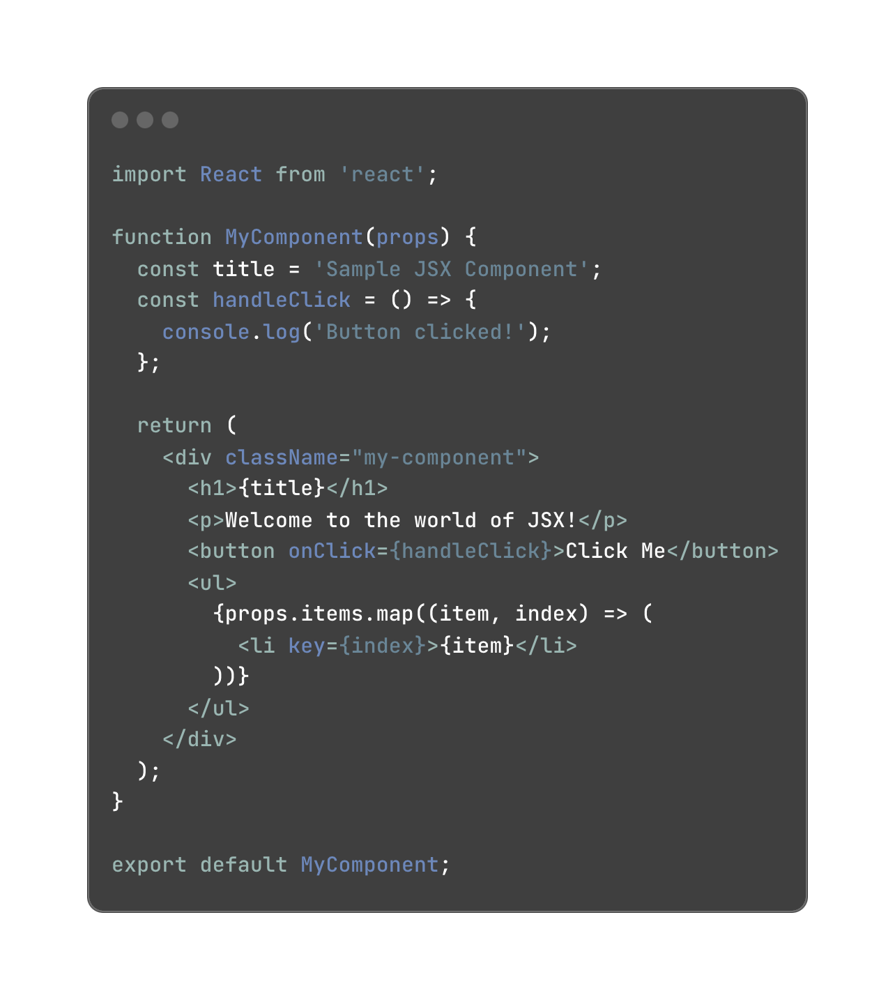 import React from 'react';

function MyComponent(props) {
  const title = 'Sample JSX Component';
  const handleClick = () => {
    console.log('Button clicked!');
  };

  return (
    <div className="my-component">
      <h1>{title}</h1>
      <p>Welcome to the world of JSX!</p>
      <button onClick={handleClick}>Click Me</button>
      <ul>
        {props.items.map((item, index) => (
          <li key={index}>{item}</li>
        ))}
      </ul>
    </div>
  );
}

export default MyComponent;